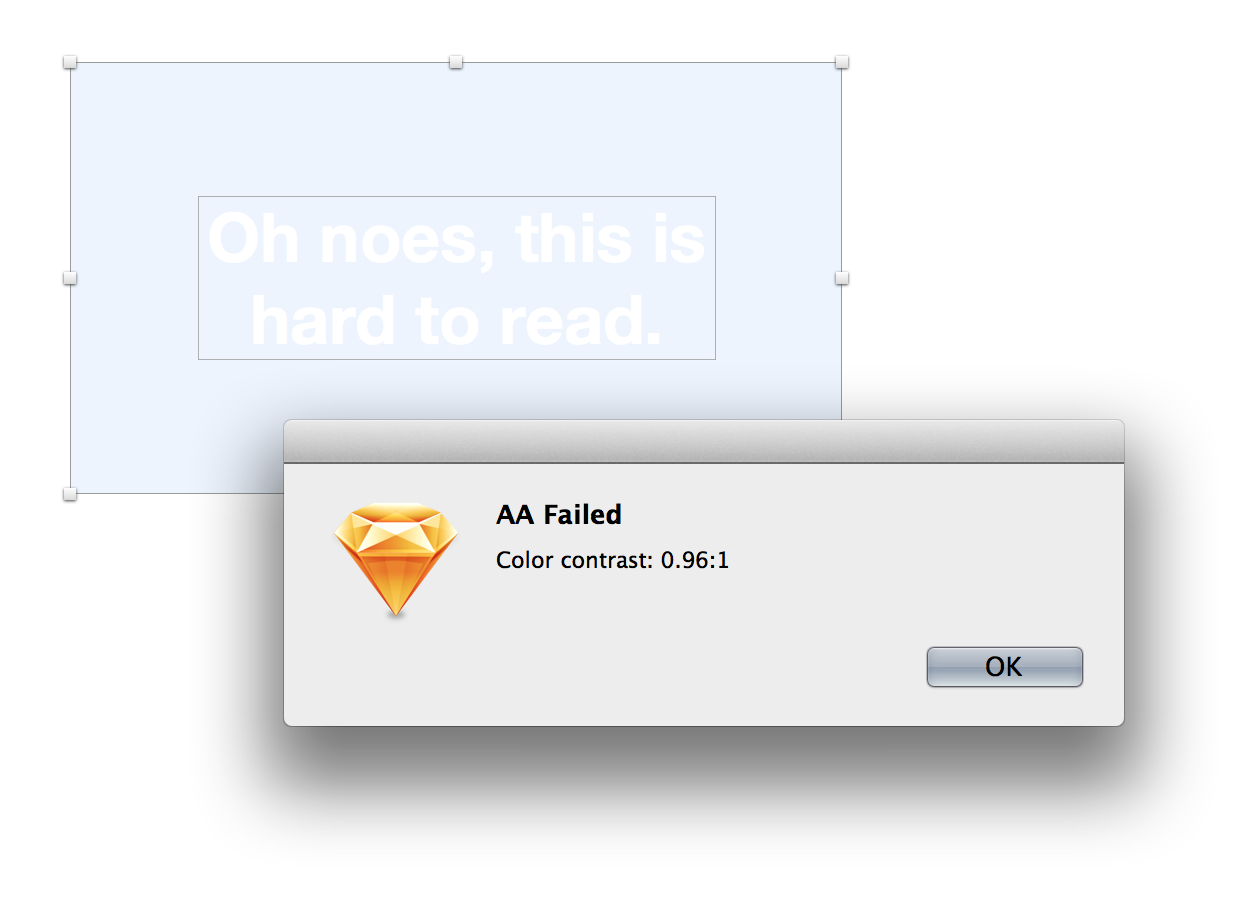 Oh noes, this is
hard to read.
AA Failed
Color contrast: 0.96:1
OK